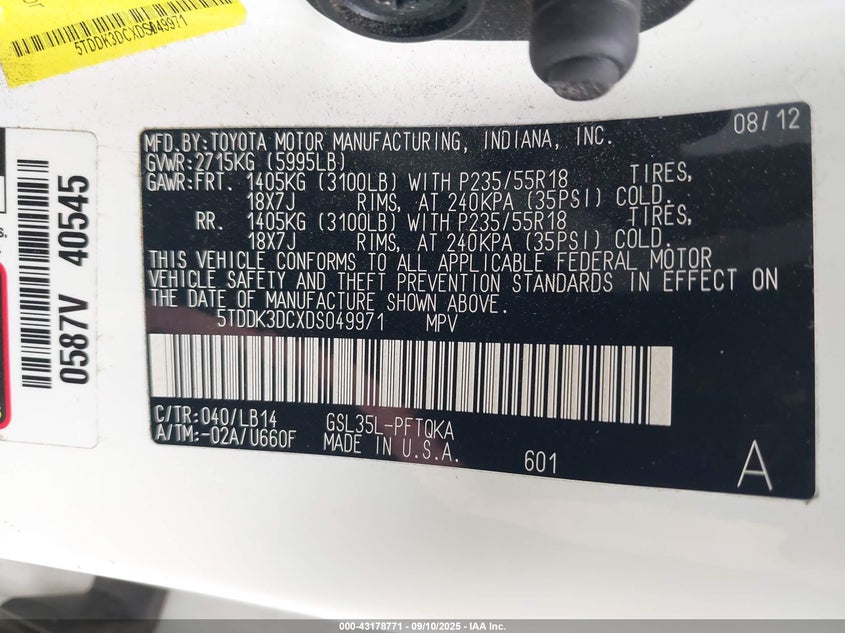 5TDDK3DCXDS049971
0587V 40545
s.
MFD.BY:TOYOTA MOTOR MANUFACTURING, INDIANA, INC. 08/12
GVWR:2715KG (5995LB)
GAWR:FRT. 1405KG (3100LB) WITH P235/55R18 TIRES,
18X7J RIMS, AT 240KPA (35PSI) COLD.
RR. 1405KG (3100LB) WITH P235/55R18 TIRES,
18X7J RIMS, AT 240KPA (35PSI) COLD.
THIS VEHICLE CONFORMS TO ALL APPLICABLE FEDERAL MOTOR
VEHICLE SAFETY AND THEFT PREVENTION STANDARDS IN EFFECT ON
THE DATE OF MANUFACTURE SHOWN ABOVE.
5TDDK3DCXDS049971 MPV
C/TR:040/LB14 GSL35L-PFTQKA
A/TM:-02A/U660F MADE IN U.S.A.
601 A
000-43178771 - 09/10/2025 - IAA Inc.